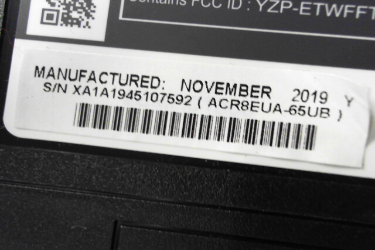 Contains FCC ID : YZP-ETWFFT
MANUFACTURED: NOVEMBER 2019 Y
S/N XA1A1945107592 ( ACR8EUA-65UB )